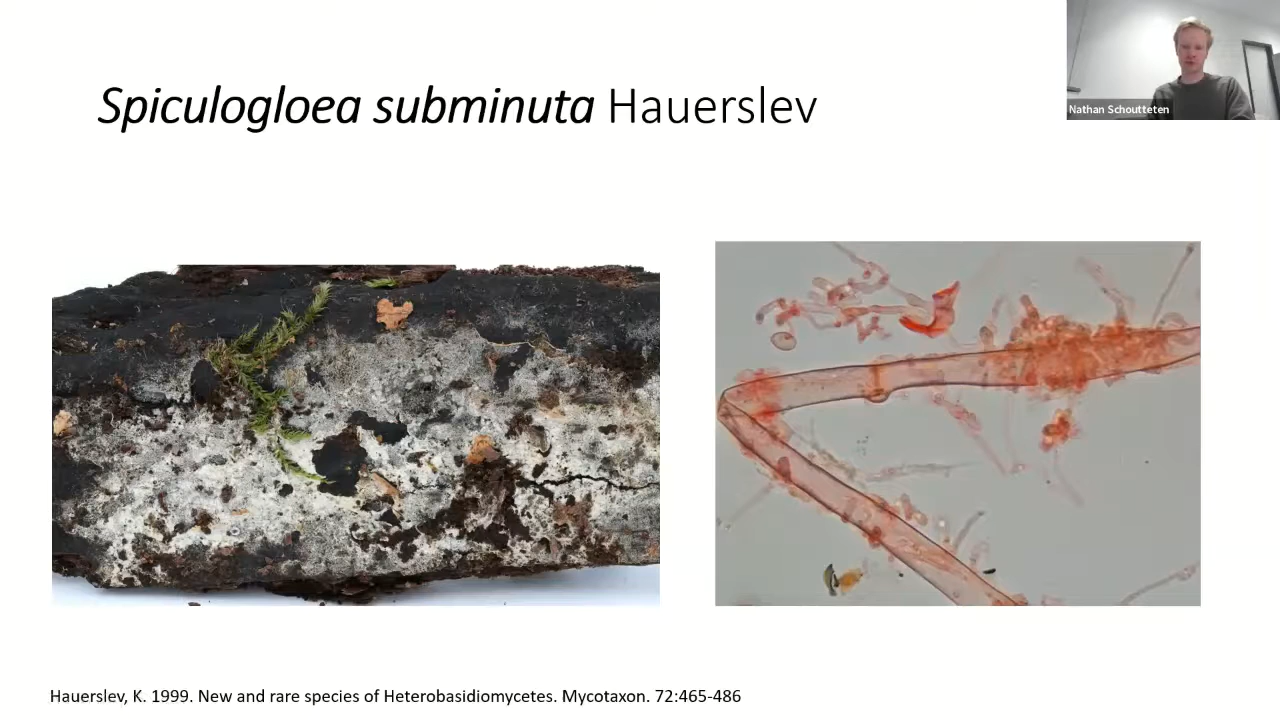 Spiculogloea subminuta Hauerslev
Nathan Schoutteten
Hauerslev, K. 1999. New and rare species of Heterobasidiomycetes. Mycotaxon. 72:465-486